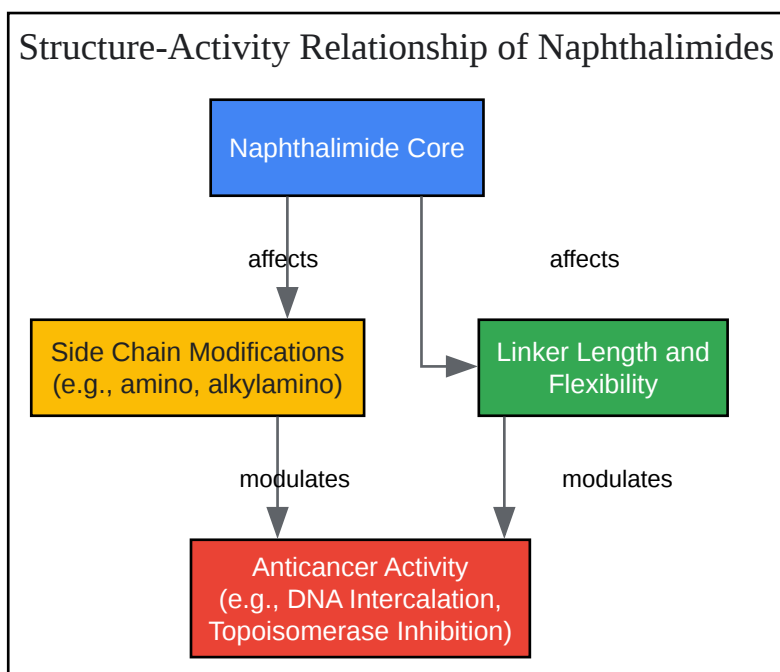 Structure-Activity Relationship of Naphthalimides
Naphthalimide Core
affects
affects
Side Chain Modifications
(e.g., amino, alkylamino)
Linker Length and
Flexibility
modulates
modulates
Anticancer Activity
(e.g., DNA Intercalation,
Topoisomerase Inhibition)